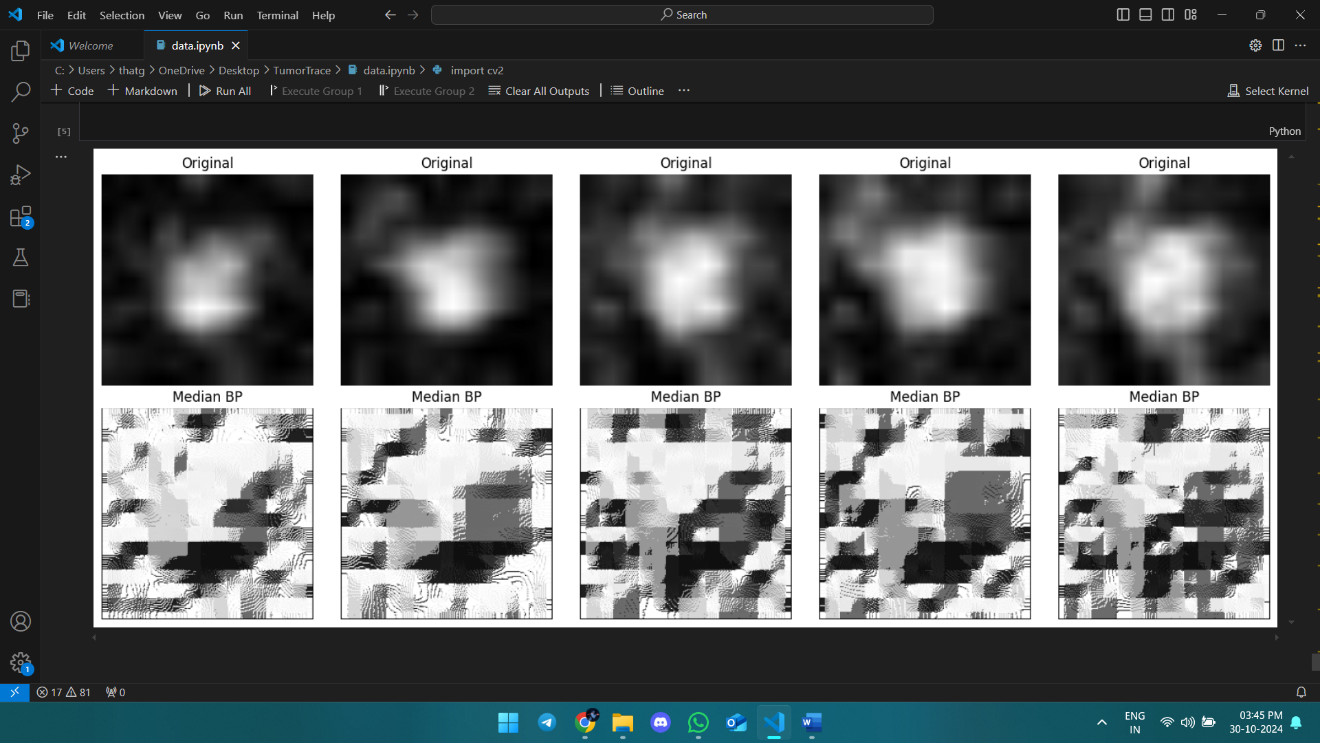 File Edit Selection View Go Run Terminal Help Search
Welcome data.ipynb
C: > Users > thatg > OneDrive > Desktop > TumorTrace > data.ipynb > import cv2
Code Markdown Run All Execute Group 1 Execute Group 2 Clear All Outputs Outline ... Select Kernel
[5] Python
Original Original Original Original Original
Median BP Median BP Median BP Median BP Median BP
2
1
17 81 0
ENG 03:45 PM
IN 30-10-2024